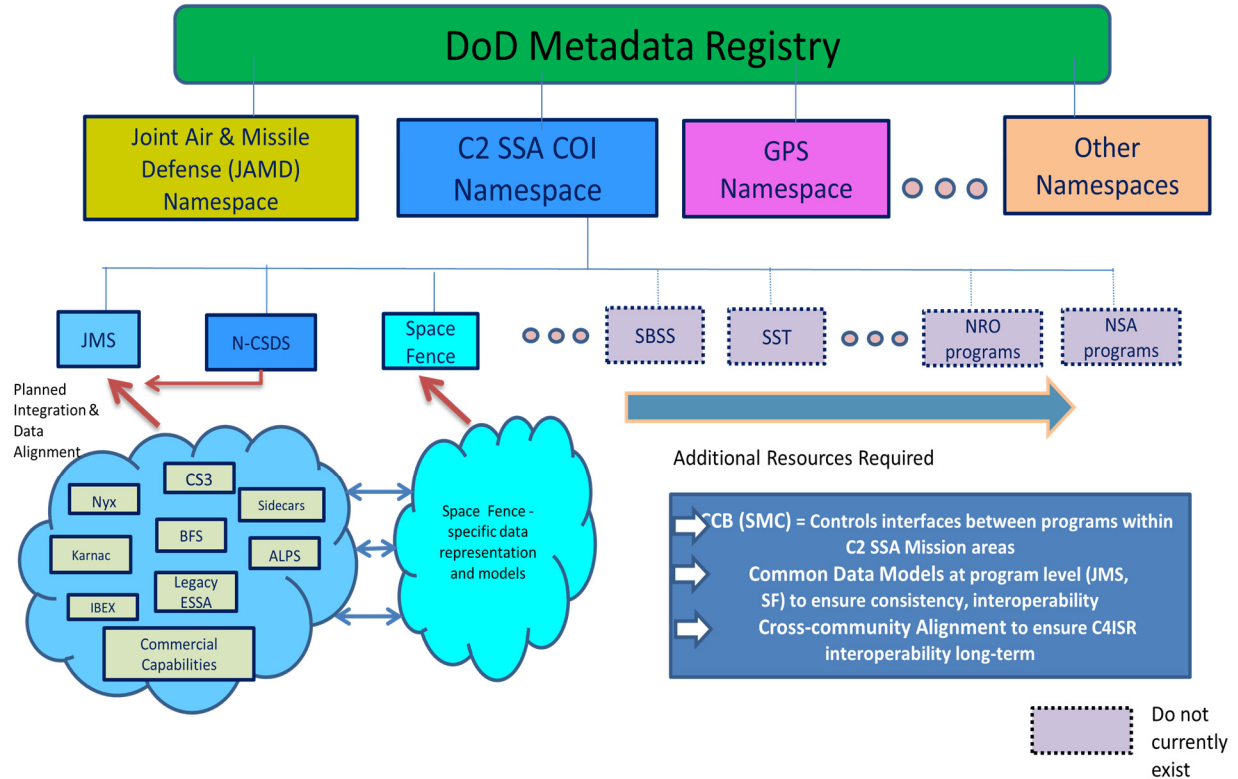 DoD Metadata Registry
Joint Air & Missile
Defense (JAMD)
Namespace
C2 SSA COI
Namespace
GPS
Namespace
Other
Namespaces
JMS
N-CSDS
Space
Fence
SBSS
SST
NRO
programs
NSA
programs
Planned
Integration &
Data
Alignment
CS3
Nyx
Sidecars
BFS
Karnac
ALPS
Legacy
ESSA
IBEX
Commercial
Capabilities
Space Fence -
specific data
representation
and models
Additional Resources Required
CCB (SMC) = Controls interfaces between programs within
C2 SSA Mission areas
Common Data Models at program level (JMS,
SF) to ensure consistency, interoperability
Cross-community Alignment to ensure C4ISR
interoperability long-term
Do not
currently
exist